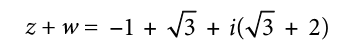 z + w = −1 + √3 + i(√3 + 2)